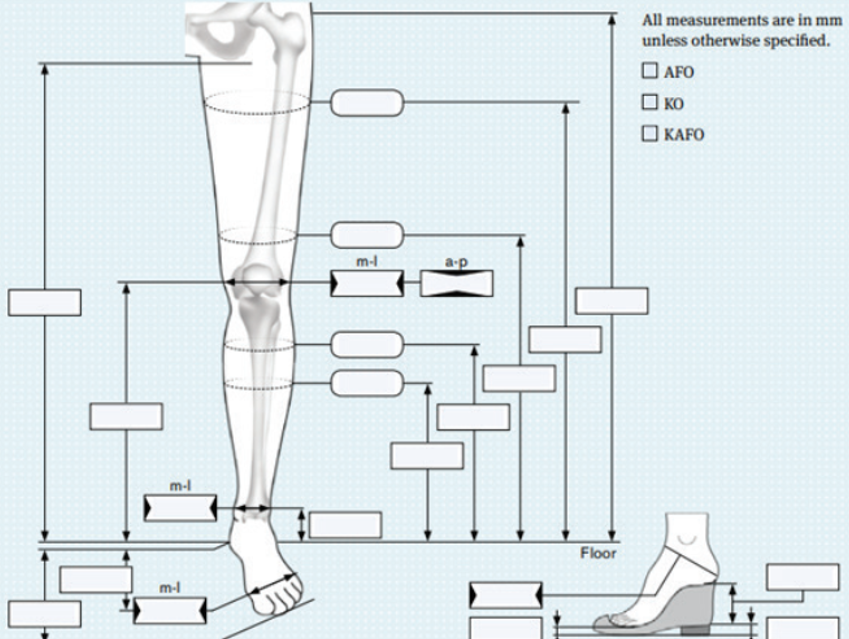 All measurements are in mm
unless otherwise specified.
AFO
KO
KAFO
m-l
a-p
m-l
Floor
m-l